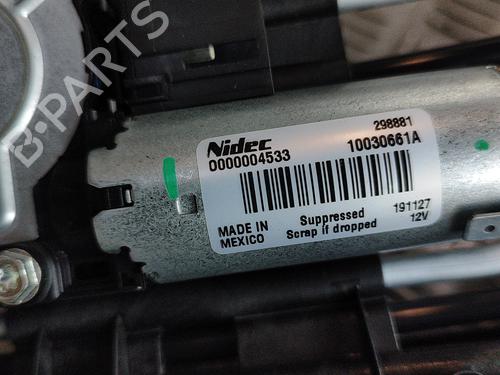 B-PARTS
Nidec
298881
0000004533
10030661A
MADE IN
MEXICO
Suppressed
Scrap if dropped
191127
12V